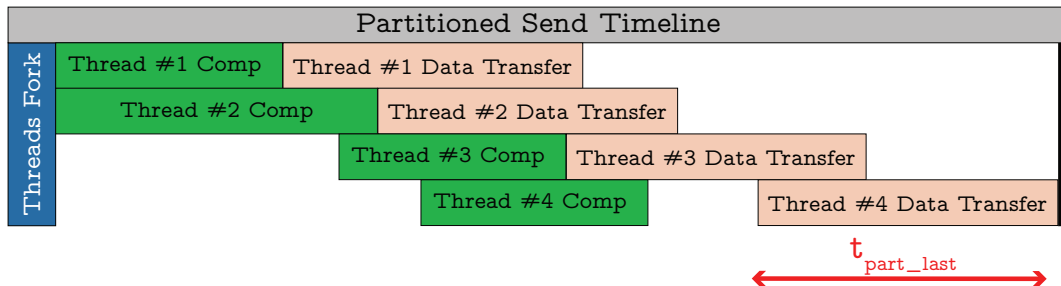 Partitioned Send Timeline
Threads Fork
Thread #1 Comp
Thread #1 Data Transfer
Thread #2 Comp
Thread #2 Data Transfer
Thread #3 Comp
Thread #3 Data Transfer
Thread #4 Comp
Thread #4 Data Transfer
t_part_last